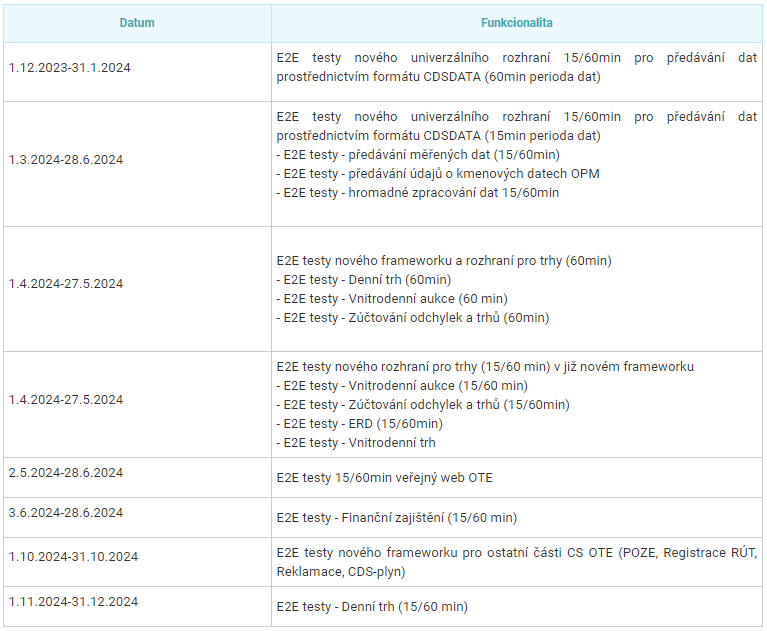 Datum
Funkcionalita
1.12.2023-31.1.2024
E2E testy nového univerzálního rozhraní 15/60min pro předávání dat
prostřednictvím formátu CDSDATA (60min perioda dat)
1.3.2024-28.6.2024
E2E testy nového univerzálního rozhraní 15/60min pro předávání dat
prostřednictvím formátu CDSDATA (15min perioda dat)
- E2E testy - předávání měřených dat (15/60min)
- E2E testy - předávání údajů o kmenových datech OPM
- E2E testy - hromadné zpracování dat 15/60min
1.4.2024-27.5.2024
E2E testy nového frameworku a rozhraní pro trhy (60min)
- E2E testy - Denní trh (60min)
- E2E testy - Vnitrodenní aukce (60 min)
- E2E testy - Zúčtování odchylek a trhů (60min)
1.4.2024-27.5.2024
E2E testy nového rozhraní pro trhy (15/60 min) v již novém frameworku
- E2E testy - Vnitrodenní aukce (15/60 min)
- E2E testy - Zúčtování odchylek a trhů (15/60min)
- E2E testy - ERD (15/60min)
- E2E testy - Vnitrodenní trh
2.5.2024-28.6.2024
E2E testy 15/60min veřejný web OTE
3.6.2024-28.6.2024
E2E testy - Finanční zajištění (15/60 min)
1.10.2024-31.10.2024
E2E testy nového frameworku pro ostatní části CS OTE (POZE, Registrace RÚT,
Reklamace, CDS-plyn)
1.11.2024-31.12.2024
E2E testy - Denní trh (15/60 min)